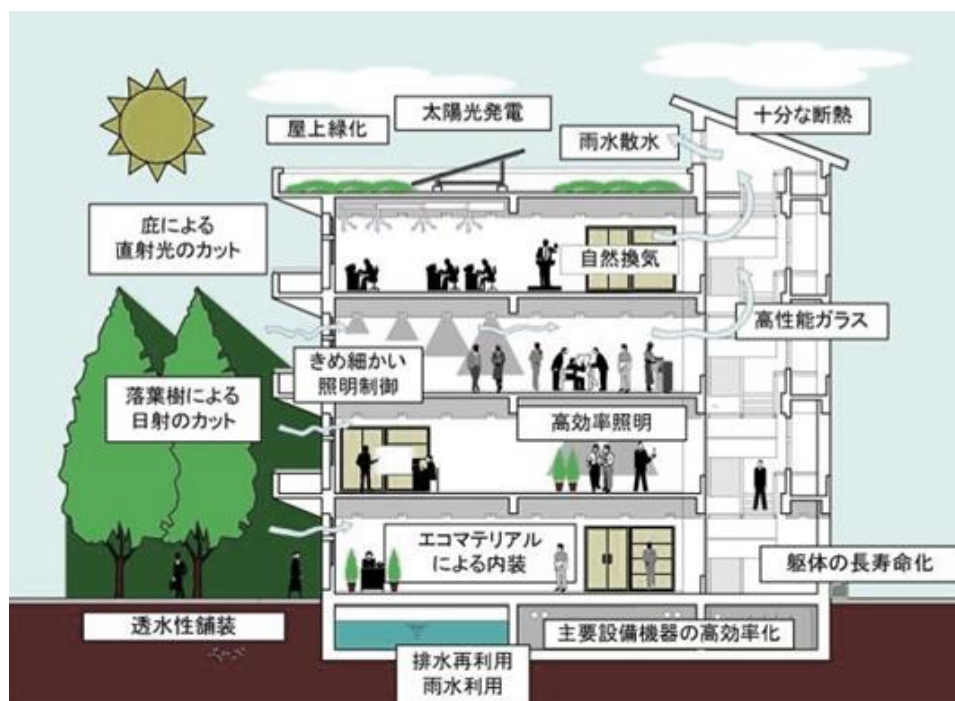 太陽光発電
屋上緑化
雨水散水
十分な断熱
庇による
直射光のカット
自然換気
高性能ガラス
きめ細かい
照明制御
落葉樹による
日射のカット
高効率照明
エコマテリアル
による内装
躯体の長寿命化
透水性舗装
主要設備機器の高効率化
排水再利用
雨水利用